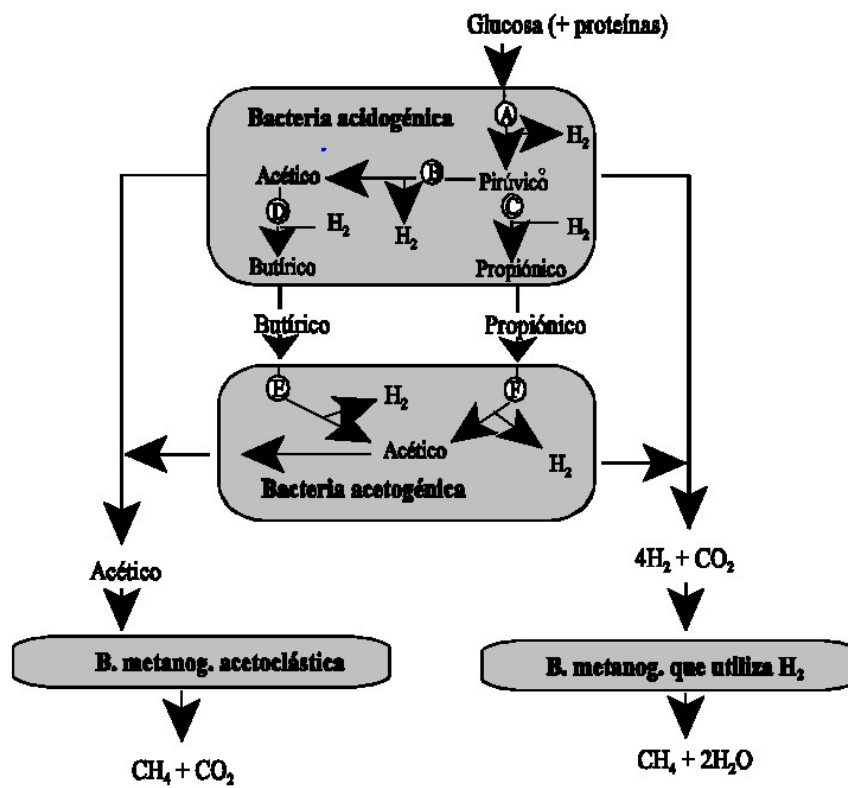 Glucosa (+ proteínas)
Bacteria acidogénica
A
H₂
Acético
B
Pirúvico
D
C
H₂
H₂
H₂
Butírico
Propiónico
Butírico
Propiónico
E
F
H₂
Acético
H₂
Bacteria acetogénica
Acético
4H₂ + CO₂
B. metanog. acetoclástica
B. metanog. que utiliza H₂
CH₄ + CO₂
CH₄ + 2H₂O